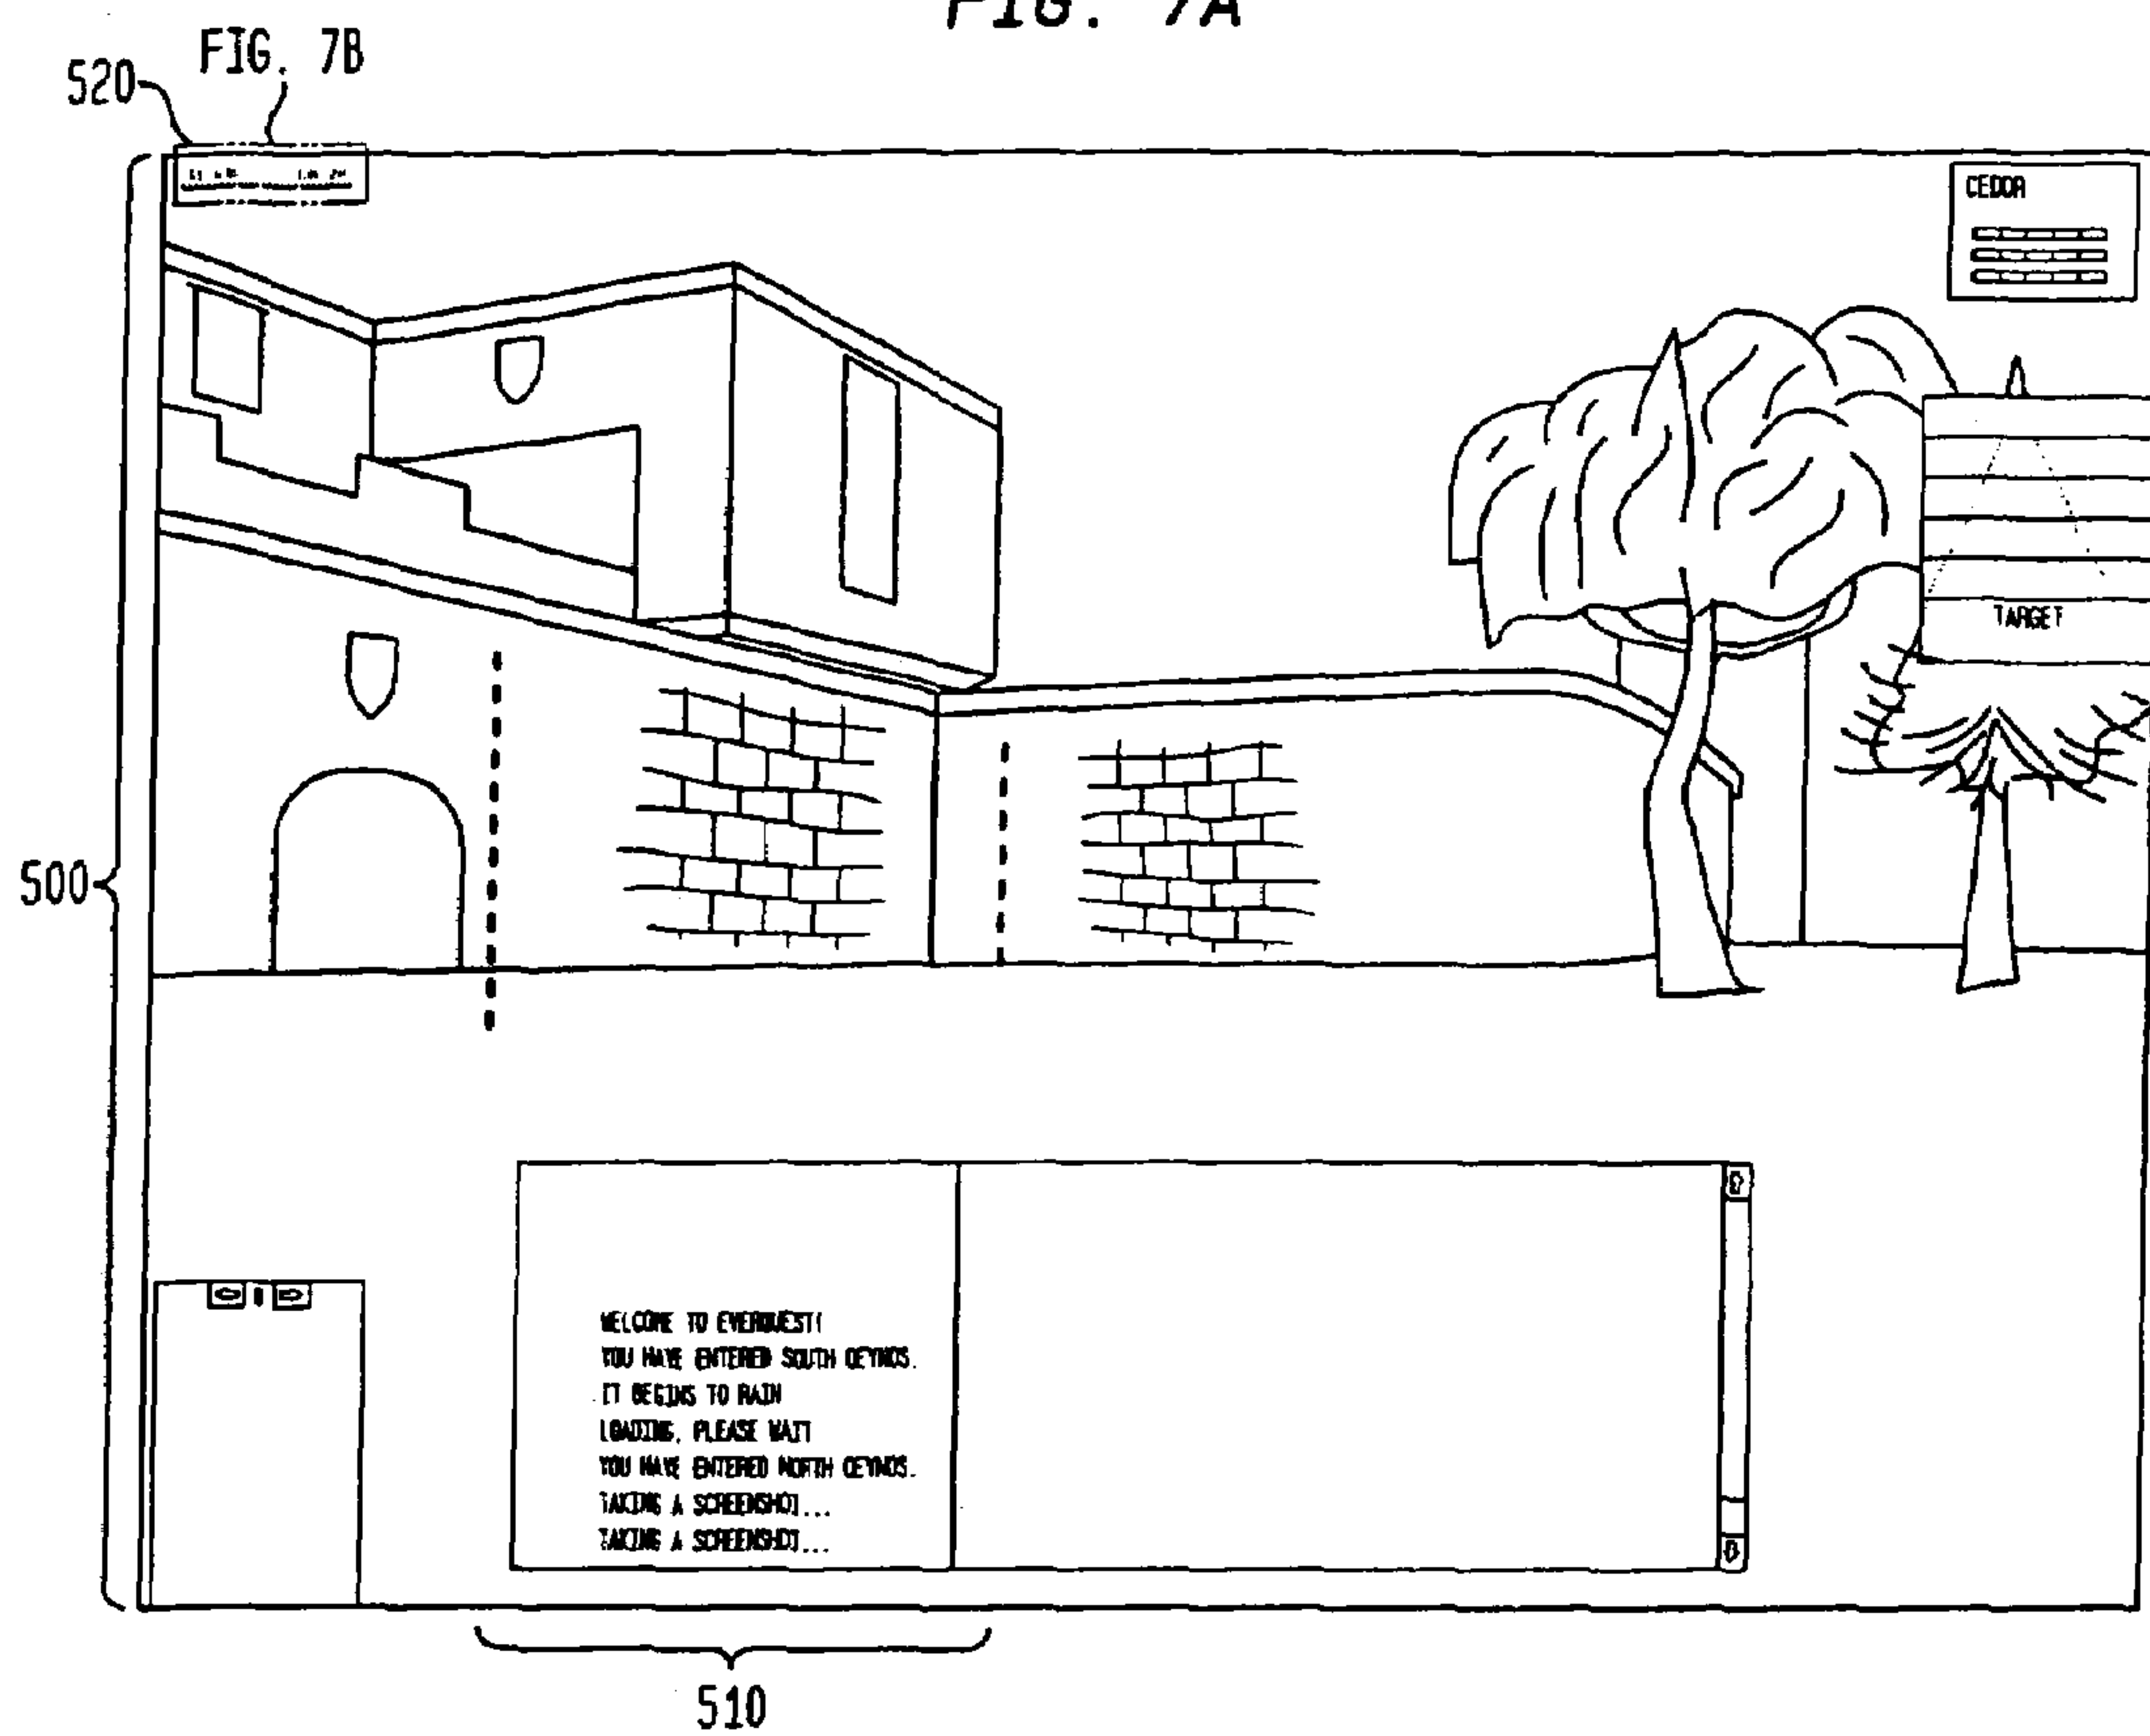 FIG. 7A
FIG. 7B
520
CEDOR
TARGET
500
WELCOME TO EVERQUEST!
YOU HAVE ENTERED SOUTH QEYNOS.
IT BEGINS TO RAIN
LOADING, PLEASE WAIT
YOU HAVE ENTERED NORTH QEYNOS.
TAKING A SCREENSHOT...
TAKING A SCREENSHOT...
510